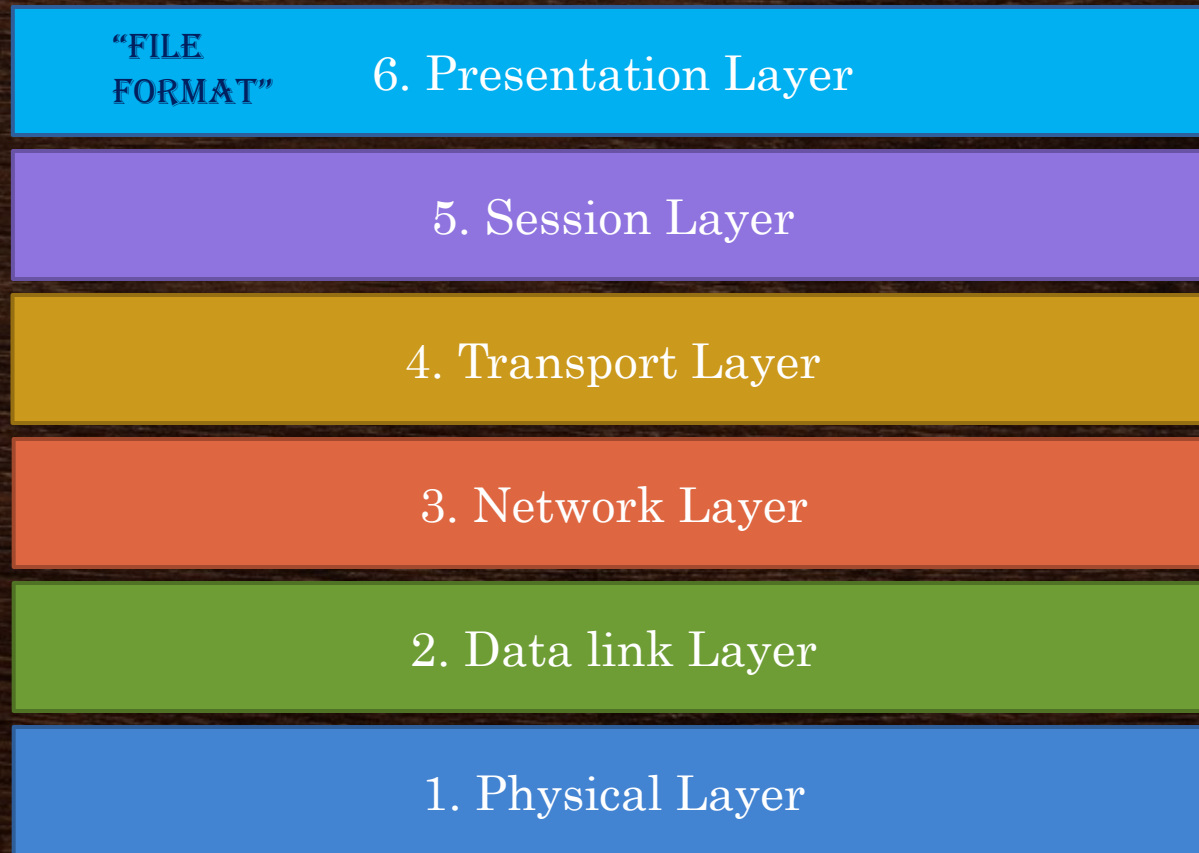 “FILE
FORMAT”
6. Presentation Layer
5. Session Layer
4. Transport Layer
3. Network Layer
2. Data link Layer
1. Physical Layer